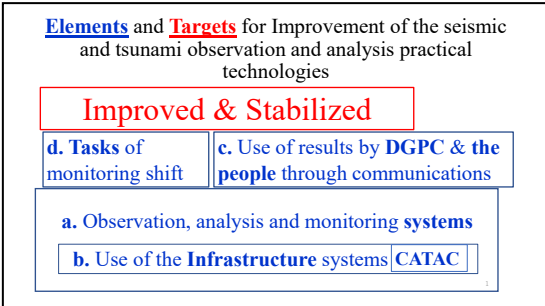 Elements and Targets for Improvement of the seismic
and tsunami observation and analysis practical
technologies
Improved & Stabilized
d. Tasks of
monitoring shift
c. Use of results by DGPC & the
people through communications
a. Observation, analysis and monitoring systems
b. Use of the Infrastructure systems CATAC
1